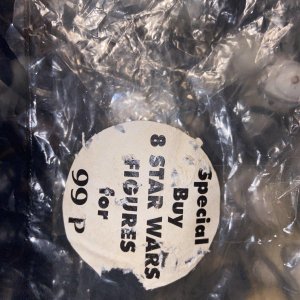 Special
Buy
8 STAR WARS
FIGURES
for
99 P